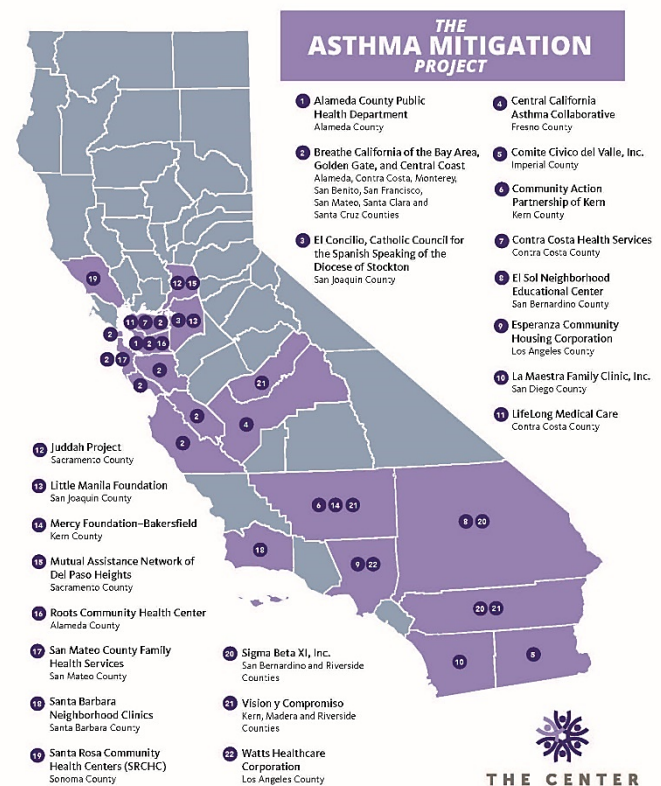 THE
ASTHMA MITIGATION
PROJECT
1 Alameda County Public
Health Department
Alameda County
2 Breathe California of the Bay Area,
Golden Gate, and Central Coast
Alameda, Contra Costa, Monterey,
San Benito, San Francisco,
San Mateo, Santa Clara and
Santa Cruz Counties
3 El Concilio, Catholic Council for
the Spanish Speaking of the
Diocese of Stockton
San Joaquin County
4 Central California
Asthma Collaborative
Fresno County
5 Comite Civico del Valle, Inc.
Imperial County
6 Community Action
Partnership of Kern
Kern County
7 Contra Costa Health Services
Contra Costa County
8 El Sol Neighborhood
Educational Center
San Bernardino County
9 Esperanza Community
Housing Corporation
Los Angeles County
10 La Maestra Family Clinic, Inc.
San Diego County
11 LifeLong Medical Care
Contra Costa County
19
12 15
11 7 2
3 13
2
1 2 16
2 17
2
2
21
2
4
2
6 14 21
8 20
18
9 22
20 21
10
5
12 Juddah Project
Sacramento County
13 Little Manila Foundation
San Joaquin County
14 Mercy Foundation–Bakersfield
Kern County
15 Mutual Assistance Network of
Del Paso Heights
Sacramento County
16 Roots Community Health Center
Alameda County
17 San Mateo County Family
Health Services
San Mateo County
18 Santa Barbara
Neighborhood Clinics
Santa Barbara County
19 Santa Rosa Community
Health Centers (SRCHC)
Sonoma County
20 Sigma Beta XI, Inc.
San Bernardino and Riverside
Counties
21 Vision y Compromiso
Kern, Madera and Riverside
Counties
22 Watts Healthcare
Corporation
Los Angeles County
THE CENTER